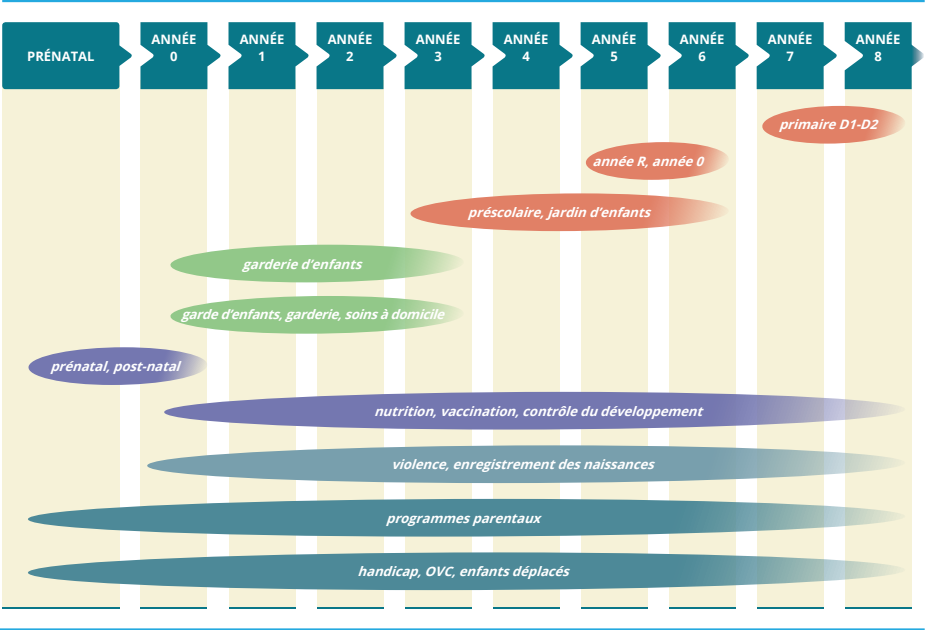 PRÉNATAL
ANNÉE
0
ANNÉE
1
ANNÉE
2
ANNÉE
3
ANNÉE
4
ANNÉE
5
ANNÉE
6
ANNÉE
7
ANNÉE
8
primaire D1-D2
année R, année 0
préscolaire, jardin d'enfants
garderie d'enfants
garde d'enfants, garderie, soins à domicile
prénatal, post-natal
nutrition, vaccination, contrôle du développement
violence, enregistrement des naissances
programmes parentaux
handicap, OVC, enfants déplacés